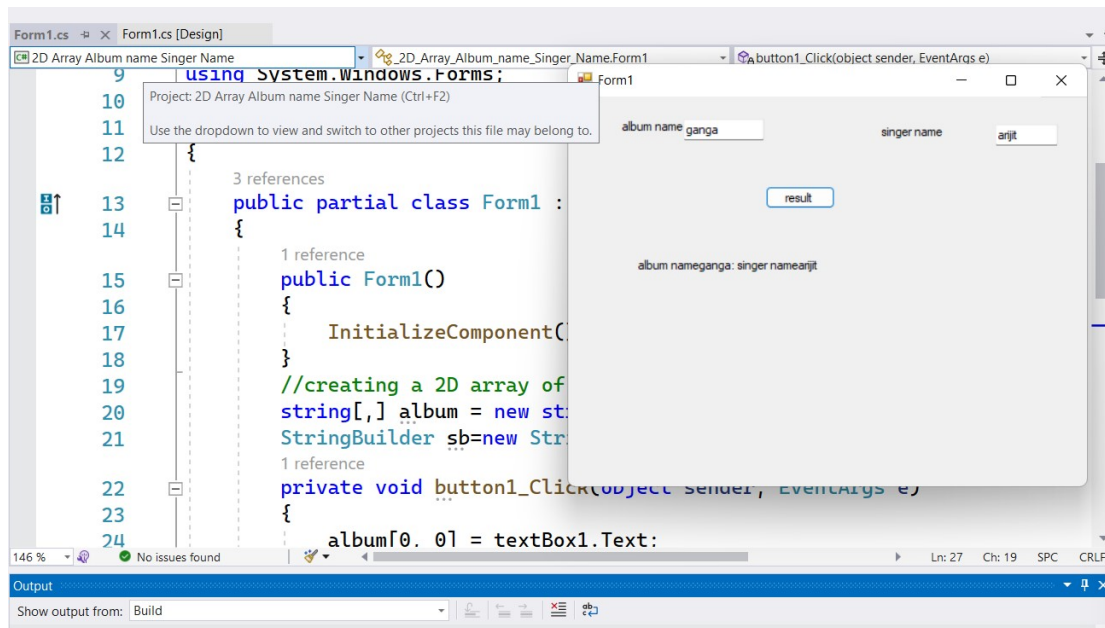 Form1.cs Form1.cs [Design]
2D Array Album name Singer Name _2D_Array_Album_name_Singer_Name.Form1 button1_Click(object sender, EventArgs e)
9 using System.Windows.Forms;
Form1
Project: 2D Array Album name Singer Name (Ctrl+F2)
Use the dropdown to view and switch to other projects this file may belong to.
10
11
12 {
3 references
13 public partial class Form1 :
14 {
1 reference
15 public Form1()
16 {
17 InitializeComponent()
18 }
19 //creating a 2D array of
20 string[,] album = new st
21 StringBuilder sb=new Str
1 reference
22 private void button1_Click(object sender, EventArgs e)
23 {
24 album[0, 0] = textBox1.Text;
album name ganga singer name arijit
result
album nameganga: singer namearijit
146 % No issues found Ln: 27 Ch: 19 SPC CRLF
Output
Show output from: Build